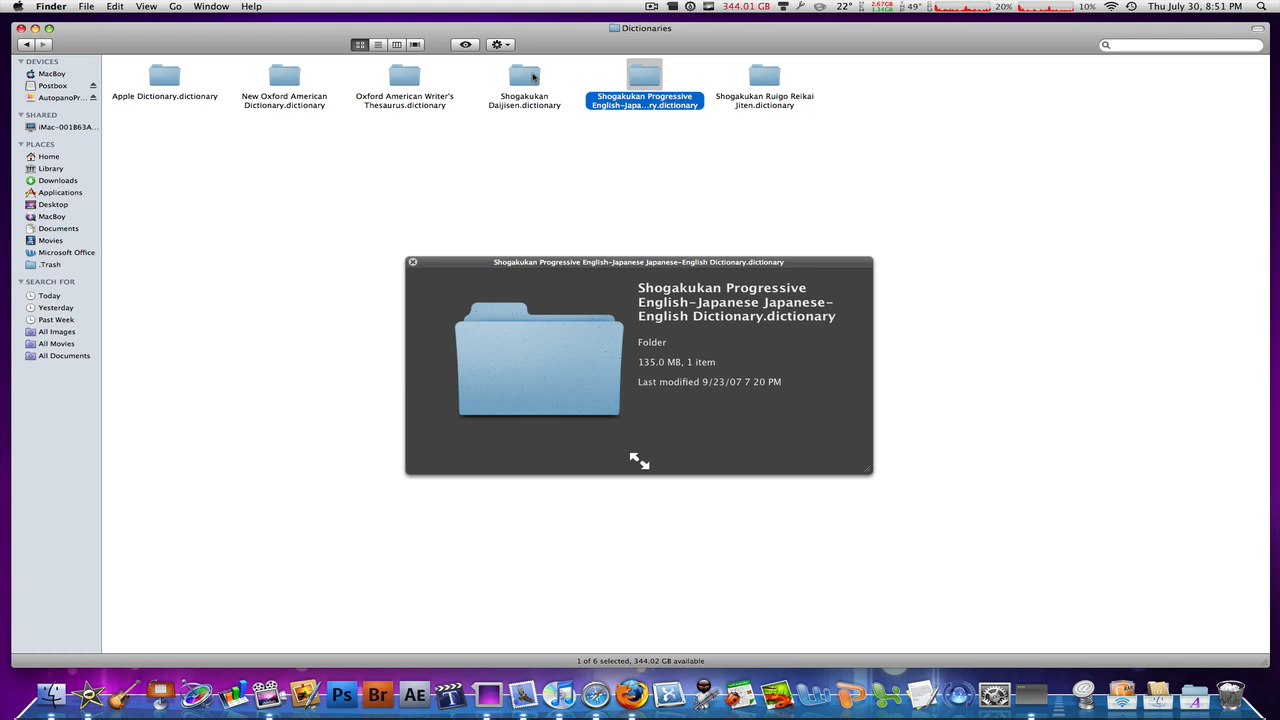 Finder File Edit View Go Window Help
344.01 GB 22° 2.67GB 49° 20% 10% Thu July 30, 8:51 PM
Dictionaries
DEVICES
MacBoy
Postbox
AutopanoPr...
SHARED
iMac-001B63A...
PLACES
Home
Library
Downloads
Applications
Desktop
MacBoy
Documents
Movies
Microsoft Office
.Trash
SEARCH FOR
Today
Yesterday
Past Week
All Images
All Movies
All Documents
Apple Dictionary.dictionary
New Oxford American
Dictionary.dictionary
Oxford American Writer's
Thesaurus.dictionary
Shogakukan
Daijisen.dictionary
Shogakukan Progressive
English-Japa...ry.dictionary
Shogakukan Ruigo Reikai
Jiten.dictionary
Shogakukan Progressive English-Japanese Japanese-English Dictionary.dictionary
Shogakukan Progressive
English-Japanese Japanese-
English Dictionary.dictionary
Folder
135.0 MB, 1 item
Last modified 9/23/07 7 20 PM
1 of 6 selected, 344.02 GB available
Ps Br AE